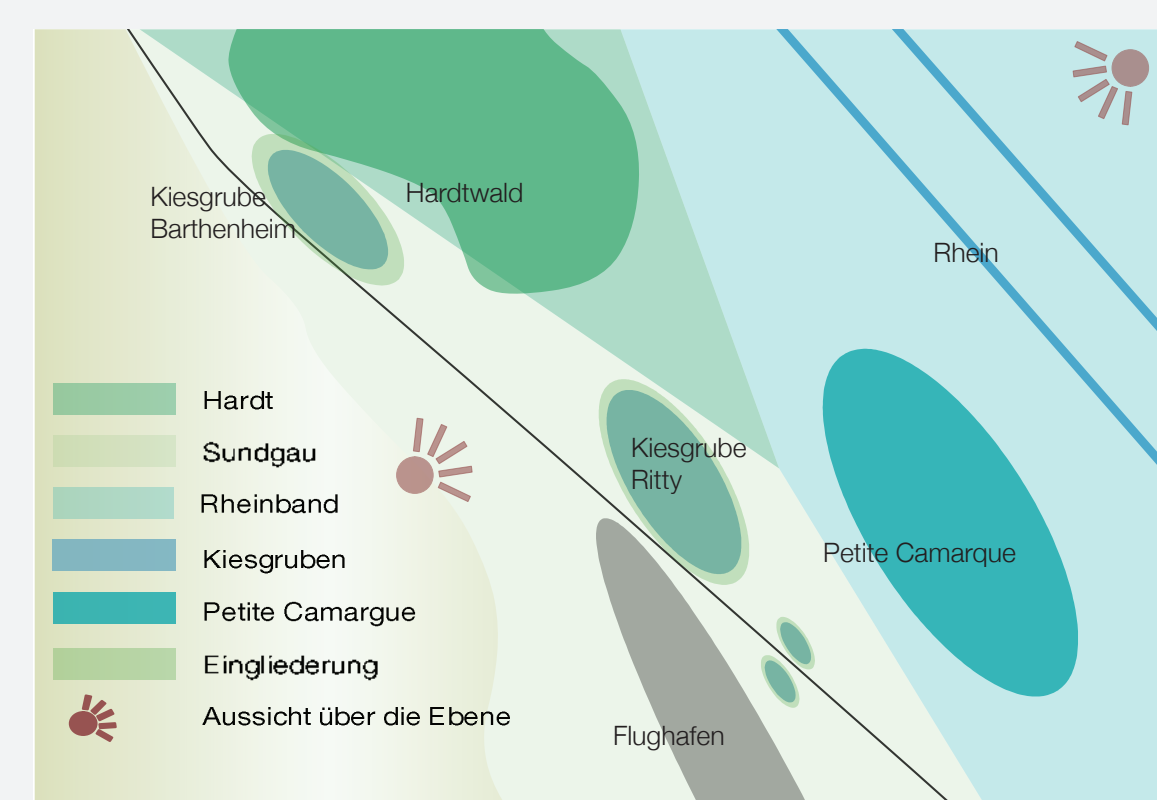 Kiesgrube
Barthenheim
Hardtwald
Rhein
Kiesgrube
Ritty
Petite Camarque
Flughafen
Hardt
Sundgau
Rheinband
Kiesgruben
Petite Camargue
Eingliederung
Aussicht über die Ebene